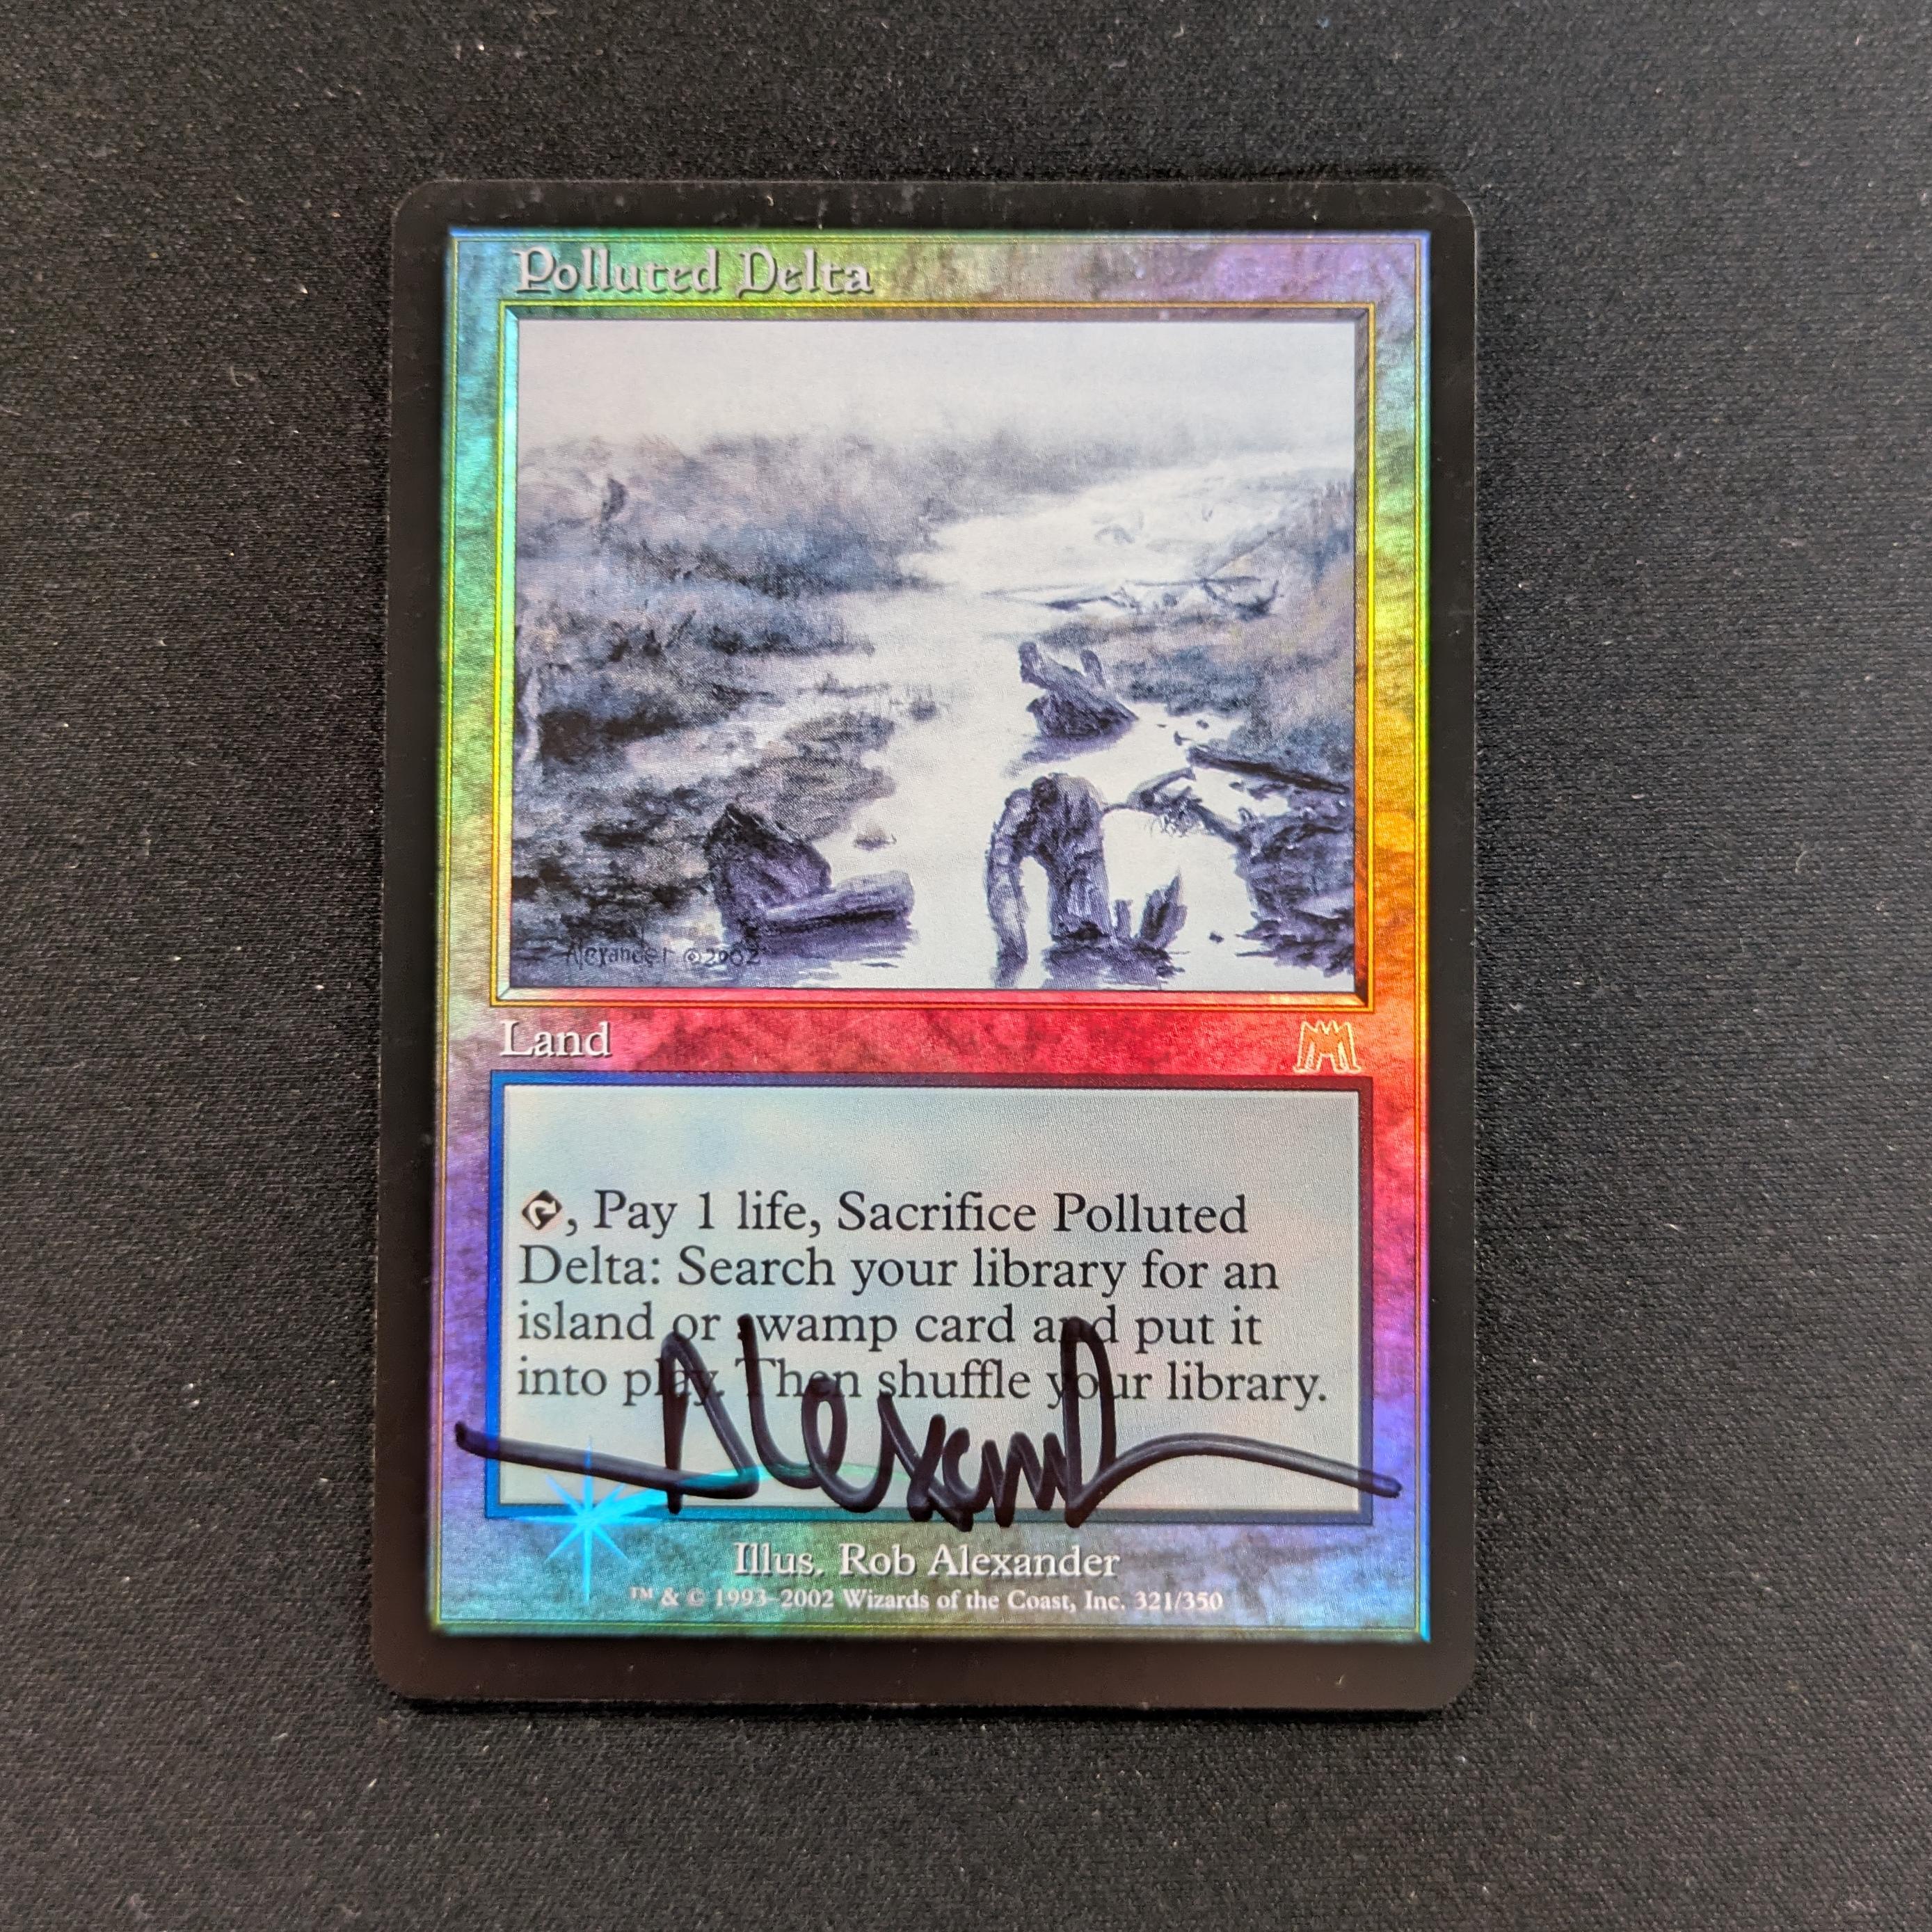 Polluted Delta
Alexander ©2002
Land
, Pay 1 life, Sacrifice Polluted
Delta: Search your library for an
island or swamp card and put it
into play. Then shuffle your library.
Alexand
Illus. Rob Alexander
™ & © 1993-2002 Wizards of the Coast, Inc. 321/350